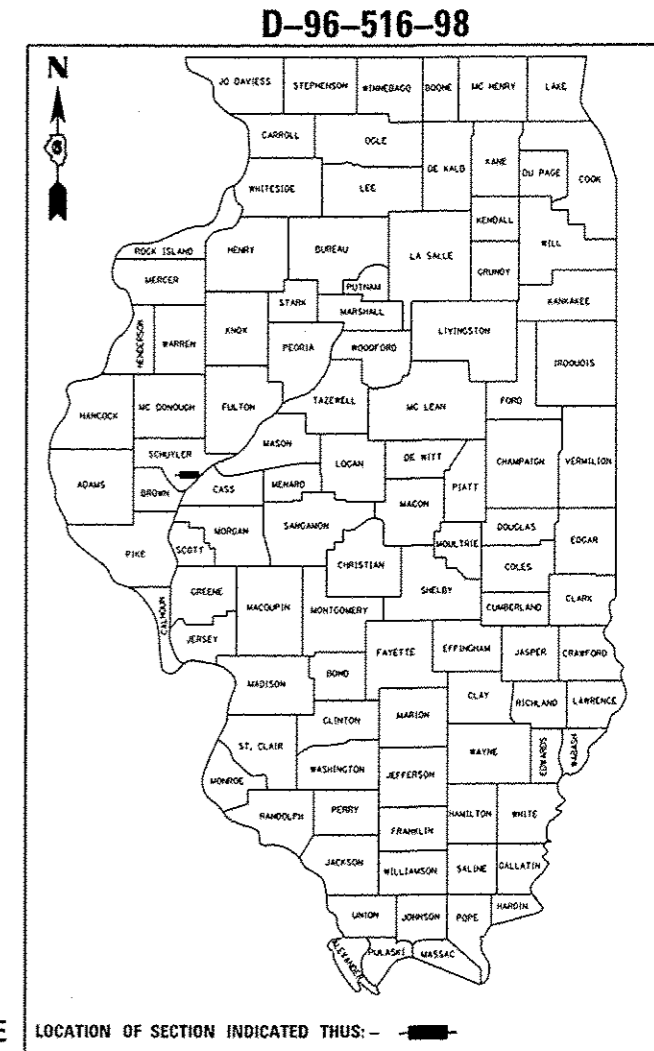 D–96–516–98
N
JO DAVIESS STEPHENSON WINNEBAGO BOONE MC HENRY LAKE
CARROLL OGLE DE KALB KANE DU PAGE COOK
WHITESIDE LEE KENDALL WILL
ROCK ISLAND HENRY BUREAU LA SALLE GRUNDY
MERCER PUTNAM KANKAKEE
STARK MARSHALL LIVINGSTON
HENDERSON WARREN KNOX PEORIA WOODFORD IROQUOIS
HANCOCK MC DONOUGH FULTON TAZEWELL MC LEAN FORD
MASON
SCHUYLER LOGAN DE WITT CHAMPAIGN VERMILION
ADAMS BROWN CASS MENARD PIATT
MACON
MORGAN SANGAMON DOUGLAS
PIKE SCOTT CHRISTIAN MOULTRIE COLES EDGAR
GREENE MACOUPIN MONTGOMERY SHELBY CUMBERLAND CLARK
CALHOUN JERSEY
FAYETTE EFFINGHAM JASPER CRAWFORD
MADISON BOND
CLAY RICHLAND LAWRENCE
CLINTON MARION
ST. CLAIR WAYNE EDWARDS WABASH
MONROE WASHINGTON JEFFERSON
RANDOLPH PERRY HAMILTON WHITE
FRANKLIN
JACKSON WILLIAMSON SALINE GALLATIN
UNION JOHNSON POPE HARDIN
ALEXANDER PULASKI MASSAC
E
LOCATION OF SECTION INDICATED THUS: –